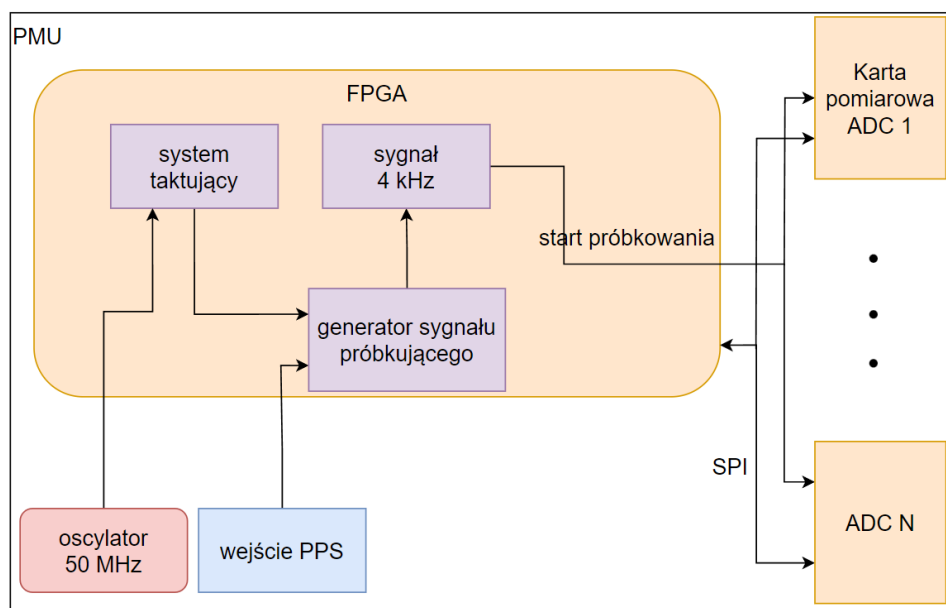 PMU
FPGA
system
taktujący
sygnał
4 kHz
start próbkowania
generator sygnału
próbkującego
oscylator
50 MHz
wejście PPS
Karta
pomiarowa
ADC 1
SPI
ADC N